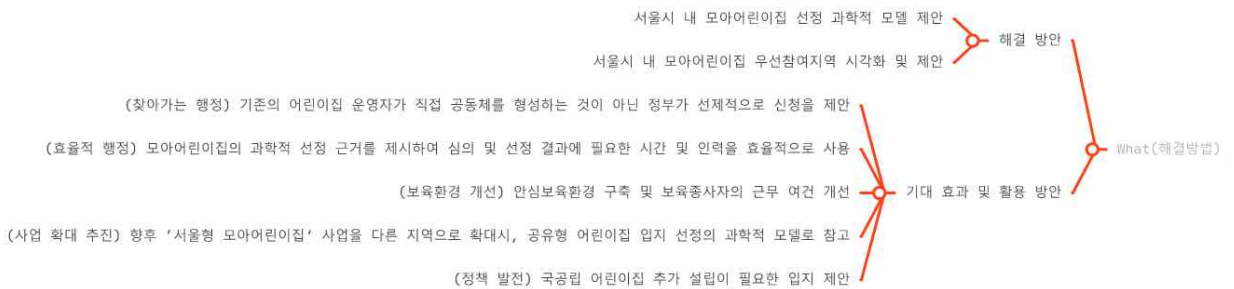 서울시 내 모아어린이집 선정 과학적 모델 제안
해결 방안
서울시 내 모아어린이집 우선참여지역 시각화 및 제안
(찾아가는 행정) 기존의 어린이집 운영자가 직접 공동체를 형성하는 것이 아닌 정부가 선제적으로 신청을 제안
(효율적 행정) 모아어린이집의 과학적 선정 근거를 제시하여 심의 및 선정 결과에 필요한 시간 및 인력을 효율적으로 사용
What(해결방법)
(보육환경 개선) 안심보육환경 구축 및 보육종사자의 근무 여건 개선
기대 효과 및 활용 방안
(사업 확대 추진) 향후 '서울형 모아어린이집' 사업을 다른 지역으로 확대시, 공유형 어린이집 입지 선정의 과학적 모델로 참고
(정책 발전) 국공립 어린이집 추가 설립이 필요한 입지 제안